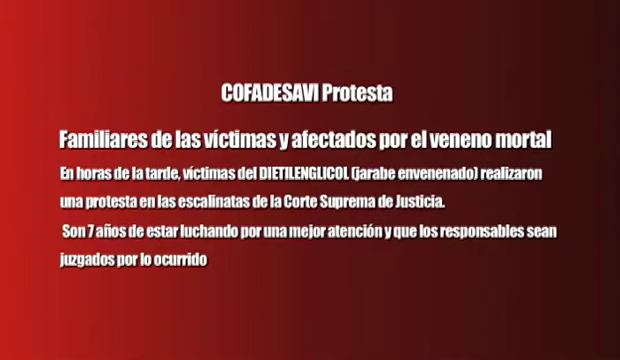 COFADESAVI Protesta
Familiares de las víctimas y afectados por el veneno mortal
En horas de la tarde, víctimas del DIETILENGLICOL (jarabe envenenado) realizaron
una protesta en las escalinatas de la Corte Suprema de Justicia.
Son 7 años de estar luchando por una mejor atención y que los responsables sean
juzgados por lo ocurrido